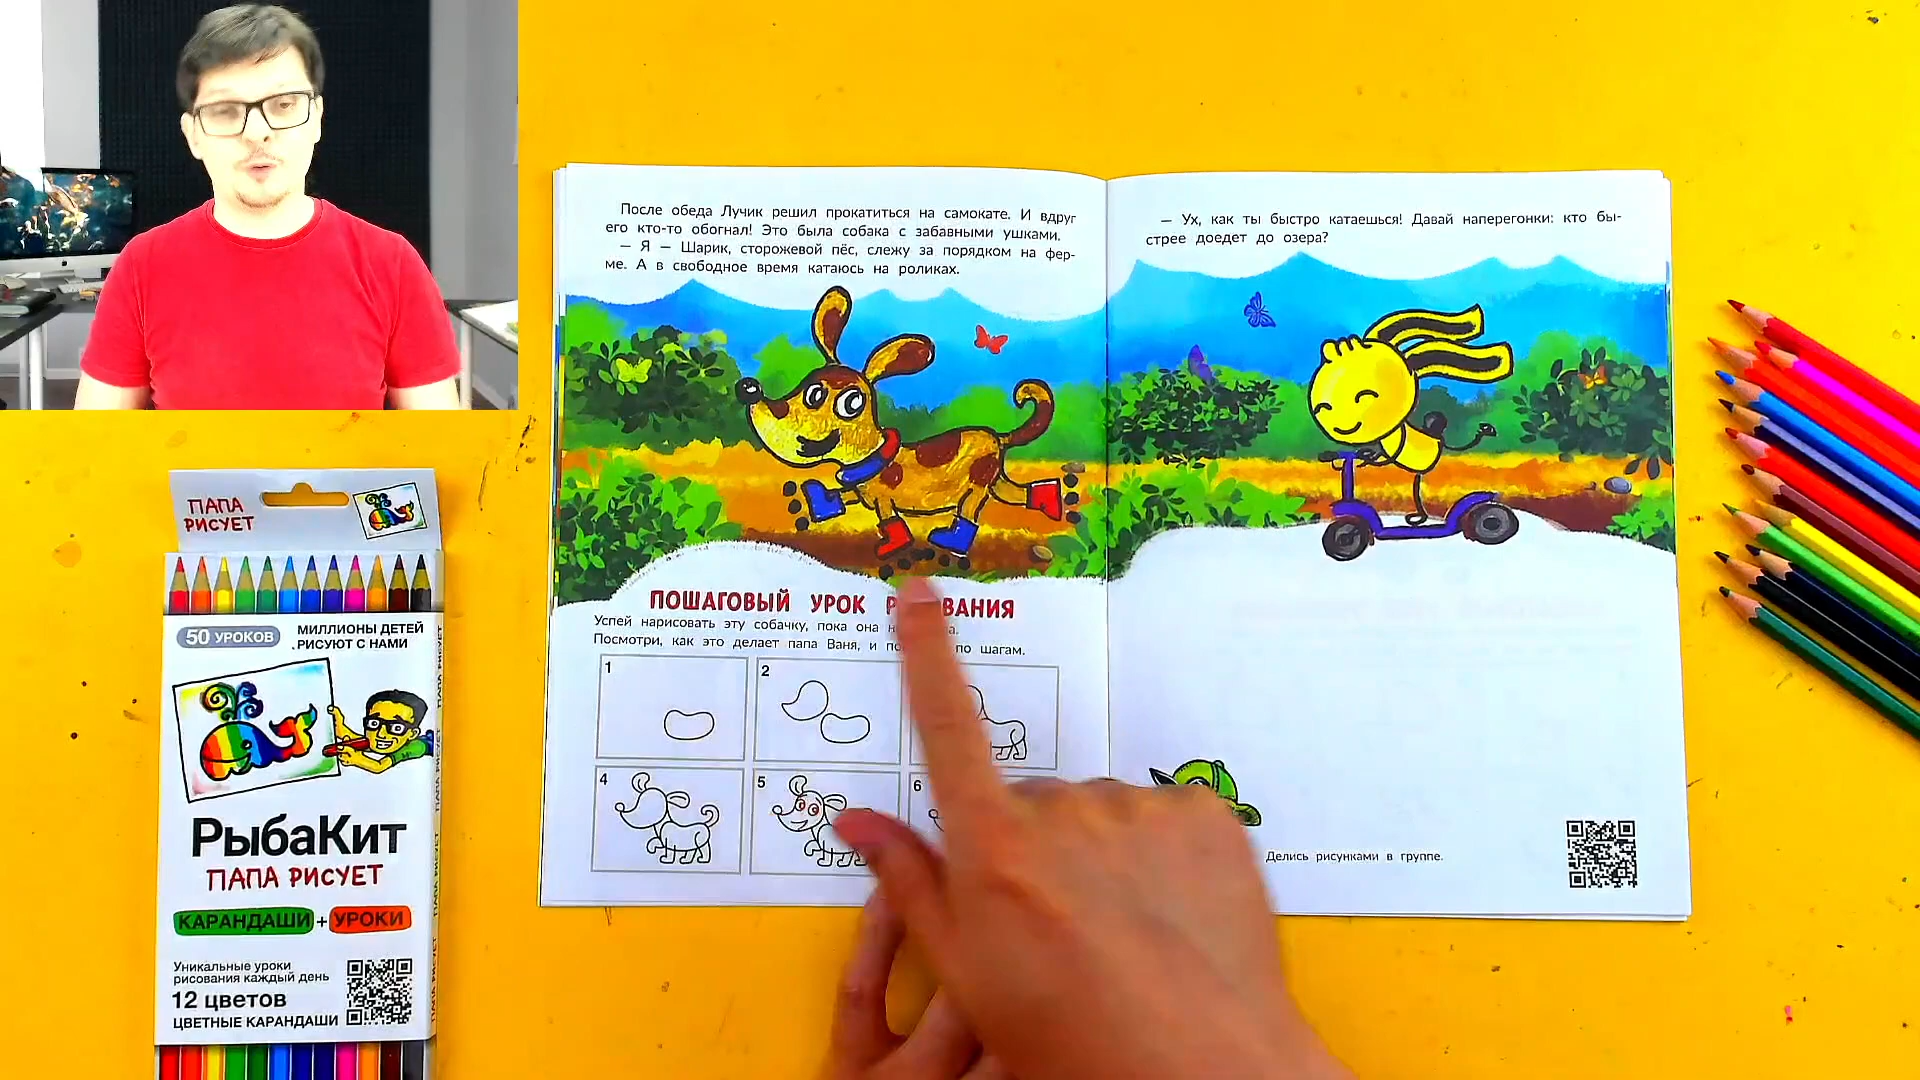 После обеда Лучик решил прокатиться на самокате. И вдруг
его кто-то обогнал! Это была собака с забавными ушками.
— Я — Шарик, сторожевой пёс, слежу за порядком на фер-
ме. А в свободное время катаюсь на роликах.
— Ух, как ты быстро катаешься! Давай наперегонки: кто бы-
стрее доедет до озера?
ПОШАГОВЫЙ УРОК
Успей нарисовать эту собачку, пока она
Посмотри, как это делает папа Ваня, и по шагам.
1
2
4
5
6
Делись рисунками в группе.
ПАПА
РИСУЕТ
50 УРОКОВ
МИЛЛИОНЫ ДЕТЕЙ
РИСУЮТ С НАМИ
РыбаКит
ПАПА РИСУЕТ
КАРАНДАШИ + УРОКИ
Уникальные уроки
рисования каждый день
12 цветов
ЦВЕТНЫЕ КАРАНДАШИ
ПАПА РИСУЕТ